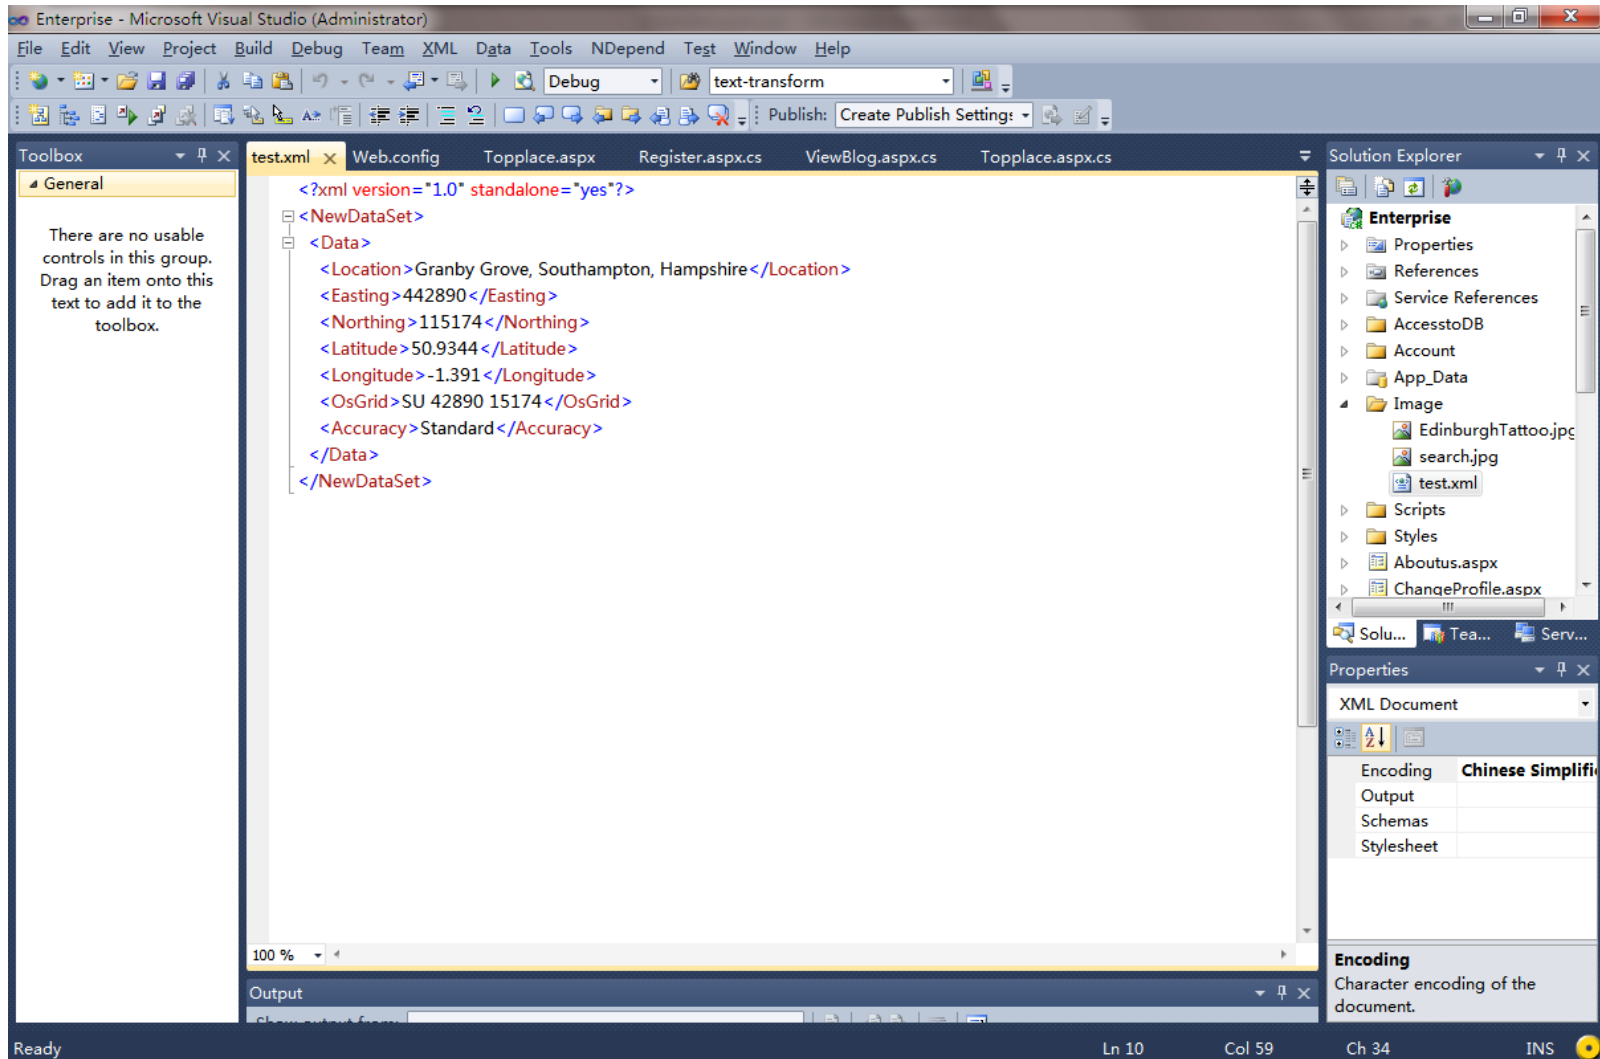 Enterprise - Microsoft Visual Studio (Administrator)
File Edit View Project Build Debug Team XML Data Tools NDepend Test Window Help
Debug text-transform
Publish: Create Publish Settings
Toolbox
General
There are no usable
controls in this group.
Drag an item onto this
text to add it to the
toolbox.
test.xml Web.config Topplace.aspx Register.aspx.cs ViewBlog.aspx.cs Topplace.aspx.cs
<?xml version="1.0" standalone="yes"?>
<NewDataSet>
<Data>
<Location>Granby Grove, Southampton, Hampshire</Location>
<Easting>442890</Easting>
<Northing>115174</Northing>
<Latitude>50.9344</Latitude>
<Longitude>-1.391</Longitude>
<OsGrid>SU 42890 15174</OsGrid>
<Accuracy>Standard</Accuracy>
</Data>
</NewDataSet>
100 %
Output
Show output from:
Solution Explorer
Enterprise
Properties
References
Service References
AccesstoDB
Account
App_Data
Image
EdinburghTattoo.jpg
search.jpg
test.xml
Scripts
Styles
Aboutus.aspx
ChangeProfile.aspx
Solu... Tea... Serv...
Properties
XML Document
Encoding Chinese Simplifi
Output
Schemas
Stylesheet
Encoding
Character encoding of the
document.
Ready Ln 10 Col 59 Ch 34 INS